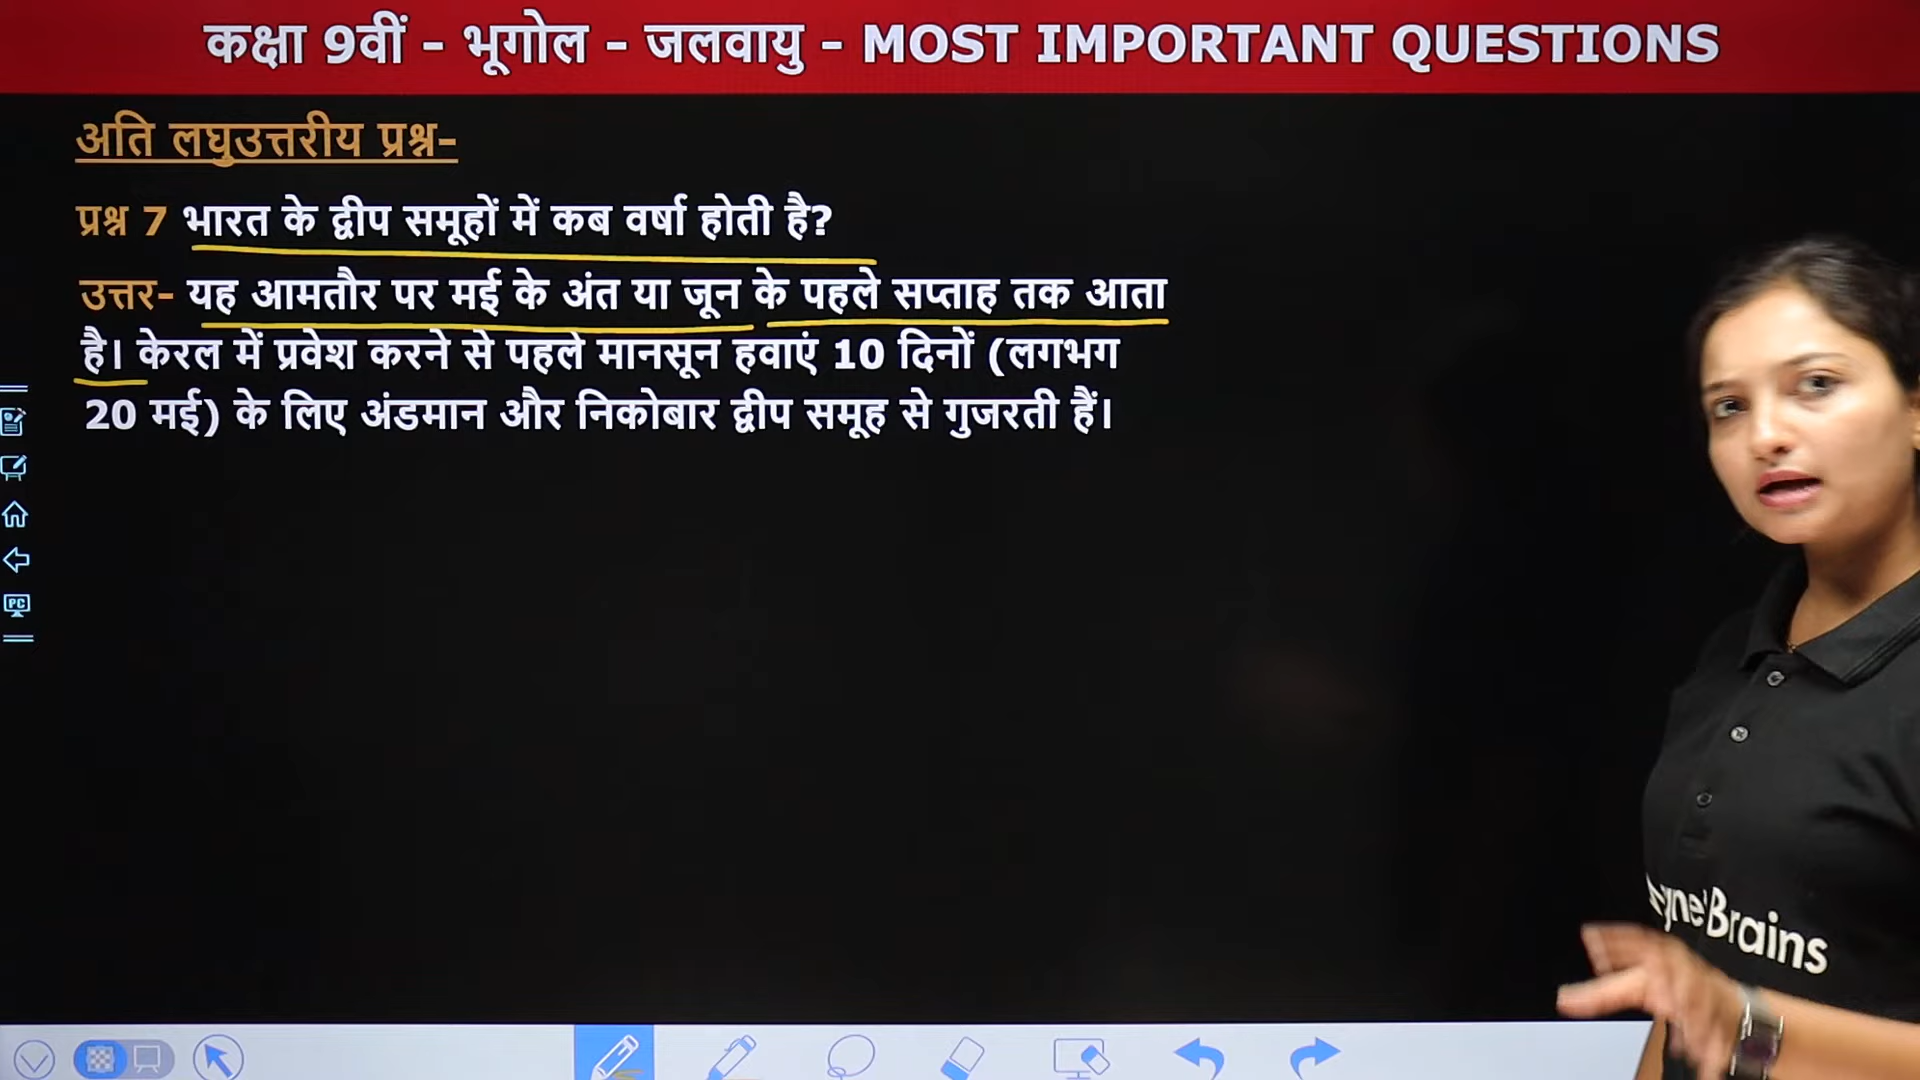 कक्षा 9वीं - भूगोल - जलवायु - MOST IMPORTANT QUESTIONS
अति लघुउत्तरीय प्रश्न-
प्रश्न 7 भारत के द्वीप समूहों में कब वर्षा होती है?
उत्तर- यह आमतौर पर मई के अंत या जून के पहले सप्ताह तक आता
है। केरल में प्रवेश करने से पहले मानसून हवाएं 10 दिनों (लगभग
20 मई) के लिए अंडमान और निकोबार द्वीप समूह से गुजरती हैं।
PC
Brains